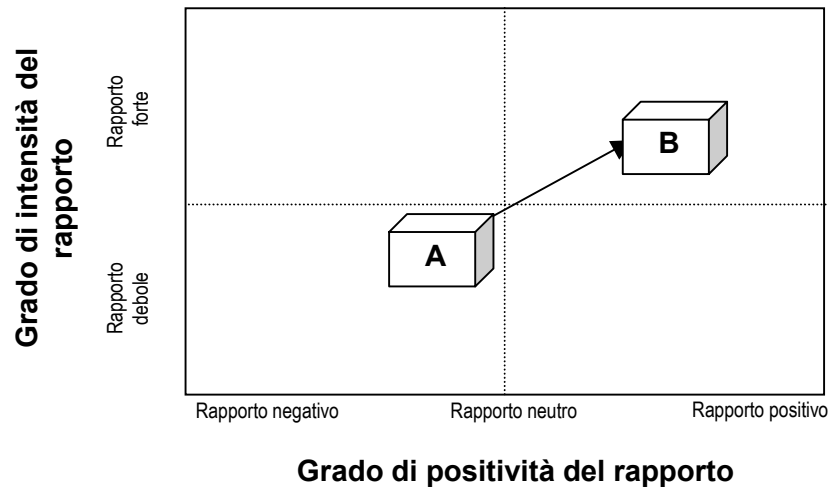 Grado di intensità del
rapporto
Rapporto
forte
Rapporto
debole
B
A
Rapporto negativo
Rapporto neutro
Rapporto positivo
Grado di positività del rapporto